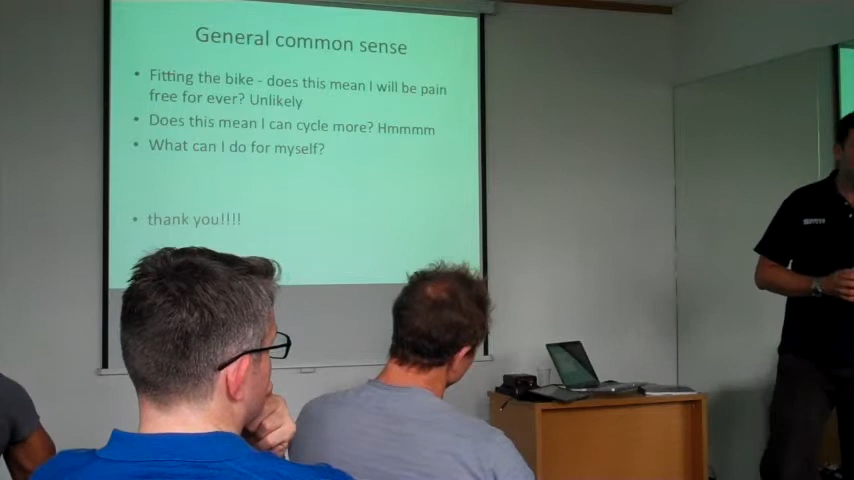 General common sense
• Fitting the bike - does this mean I will be pain
free for ever? Unlikely
• Does this mean I can cycle more? Hmmmm
• What can I do for myself?
• thank you!!!!